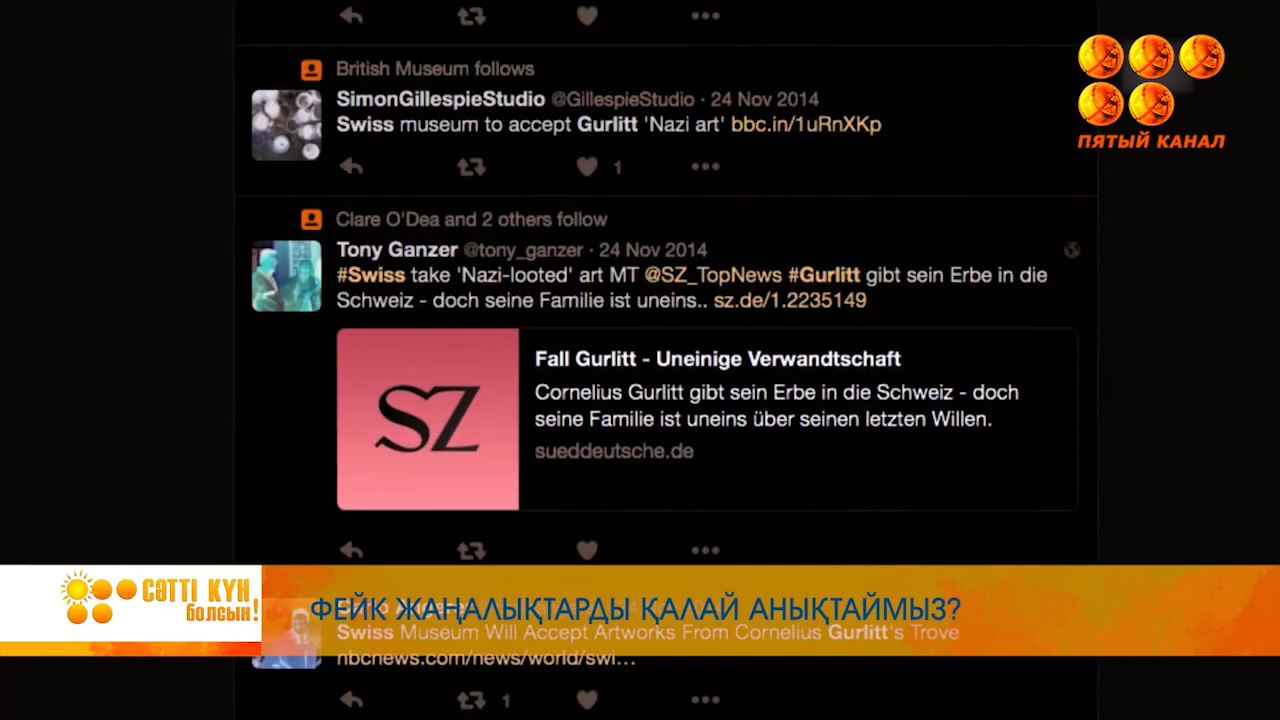 British Museum follows
SimonGillespieStudio @GillespieStudio · 24 Nov 2014
Swiss museum to accept Gurlitt 'Nazi art' bbc.in/1uRnXKp
1
ПЯТЫЙ КАНАЛ
Clare O'Dea and 2 others follow
Tony Ganzer @tony_ganzer · 24 Nov 2014
#Swiss take 'Nazi-looted' art MT @SZ_TopNews #Gurlitt gibt sein Erbe in die
Schweiz - doch seine Familie ist uneins.. sz.de/1.2235149
SZ
Fall Gurlitt - Uneinige Verwandtschaft
Cornelius Gurlitt gibt sein Erbe in die Schweiz - doch
seine Familie ist uneins über seinen letzten Willen.
sueddeutsche.de
СӘТТІ КҮН
болсын!
ФЕЙК ЖАҢАЛЫҚТАРДЫ ҚАЛАЙ АНЫҚТАЙМЫЗ?
Swiss Museum Will Accept Artworks From Cornelius Gurlitt's Trove
nbcnews.com/news/world/swi...
1